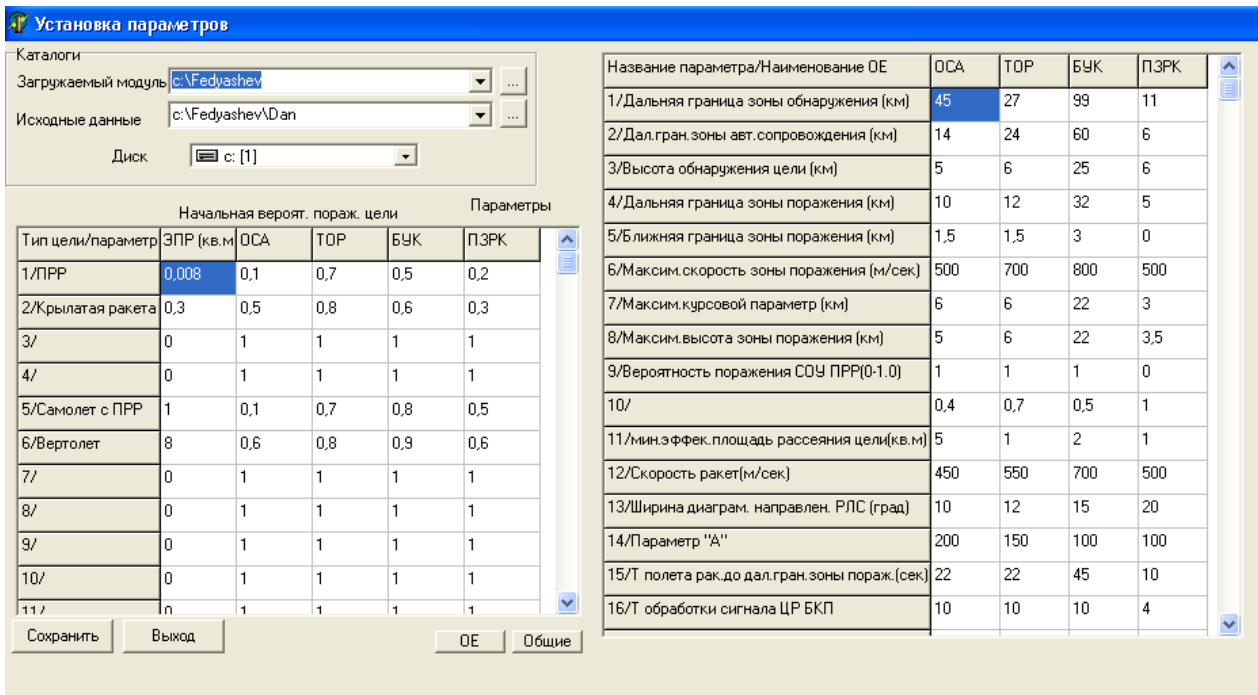 Установка параметров
Каталоги
Загружаемый модуль c:\Fedyashev ...
Исходные данные c:\Fedyashev\Dan ...
Диск c: [1]
Начальная вероят. пораж. цели Параметры
Тип цели/параметр ЭПР (кв.м ОСА ТОР БУК ПЗРК
1/ПРР 0,008 0,1 0,7 0,5 0,2
2/Крылатая ракета 0,3 0,5 0,8 0,6 0,3
3/ 0 1 1 1 1
4/ 0 1 1 1 1
5/Самолет с ПРР 1 0,1 0,7 0,8 0,5
6/Вертолет 8 0,6 0,8 0,9 0,6
7/ 0 1 1 1 1
8/ 0 1 1 1 1
9/ 0 1 1 1 1
10/ 0 1 1 1 1
11/ 0 1 1 1 1
Сохранить Выход ОЕ Общие
Название параметра/Наименование ОЕ ОСА ТОР БУК ПЗРК
1/Дальняя граница зоны обнаружения (км) 45 27 99 11
2/Дал.гран.зоны авт.сопровождения (км) 14 24 60 6
3/Высота обнаружения цели (км) 5 6 25 6
4/Дальняя граница зоны поражения (км) 10 12 32 5
5/Ближняя граница зоны поражения (км) 1,5 1,5 3 0
6/Максим.скорость зоны поражения (м/сек) 500 700 800 500
7/Максим.курсовой параметр (км) 6 6 22 3
8/Максим.высота зоны поражения (км) 5 6 22 3,5
9/Вероятность поражения СОУ ПРР(0-1.0) 1 1 1 0
10/ 0,4 0,7 0,5 1
11/мин.эффек.площадь рассеяния цели(кв.м) 5 1 2 1
12/Скорость ракет(м/сек) 450 550 700 500
13/Ширина диаграм. направлен. РЛС (град) 10 12 15 20
14/Параметр "А" 200 150 100 100
15/Т полета рак.до дал.гран.зоны пораж.(сек) 22 22 45 10
16/Т обработки сигнала ЦР БКП 10 10 10 4